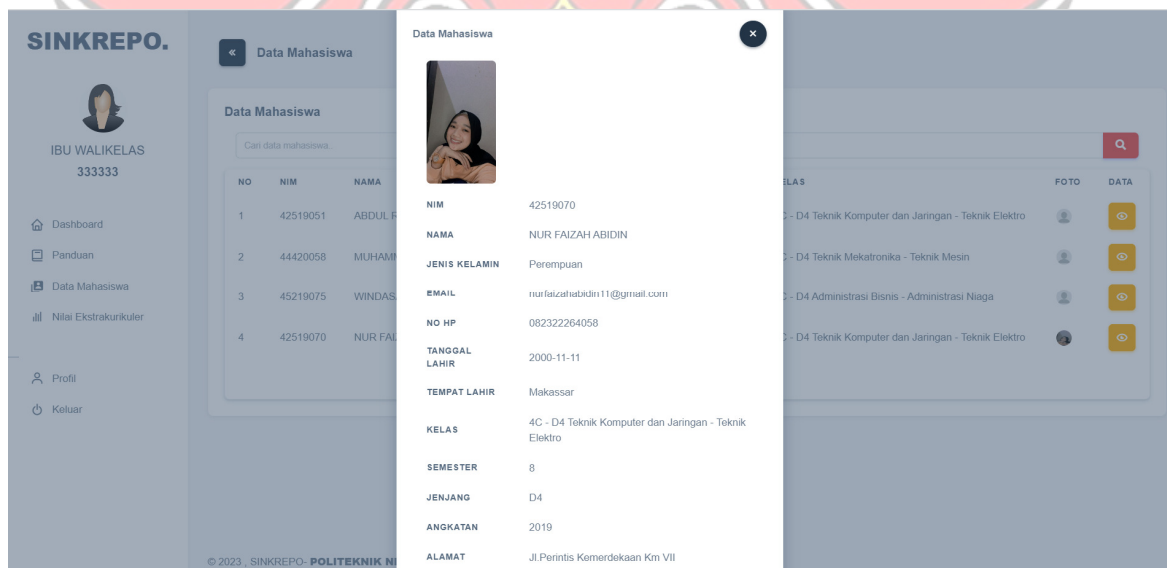 SINKREPO.
IBU WALIKELAS
333333
Dashboard
Panduan
Data Mahasiswa
Nilai Ekstrakurikuler
Profil
Keluar
« Data Mahasiswa
Data Mahasiswa
Cari data mahasiswa..
NO NIM NAMA ELAS FOTO DATA
1 42519051 ABDUL C - D4 Teknik Komputer dan Jaringan - Teknik Elektro
2 44420058 MUHAM C - D4 Teknik Mekatronika - Teknik Mesin
3 45219075 WINDAS C - D4 Administrasi Bisnis - Administrasi Niaga
4 42519070 NUR FAI C - D4 Teknik Komputer dan Jaringan - Teknik Elektro
© 2023 , SINKREPO- POLITEKNIK
Data Mahasiswa ×
NIM 42519070
NAMA NUR FAIZAH ABIDIN
JENIS KELAMIN Perempuan
EMAIL nurfaizahabidin11@gmail.com
NO HP 082322264058
TANGGAL
LAHIR 2000-11-11
TEMPAT LAHIR Makassar
KELAS 4C - D4 Teknik Komputer dan Jaringan - Teknik
Elektro
SEMESTER 8
JENJANG D4
ANGKATAN 2019
ALAMAT Jl.Perintis Kemerdekaan Km VII